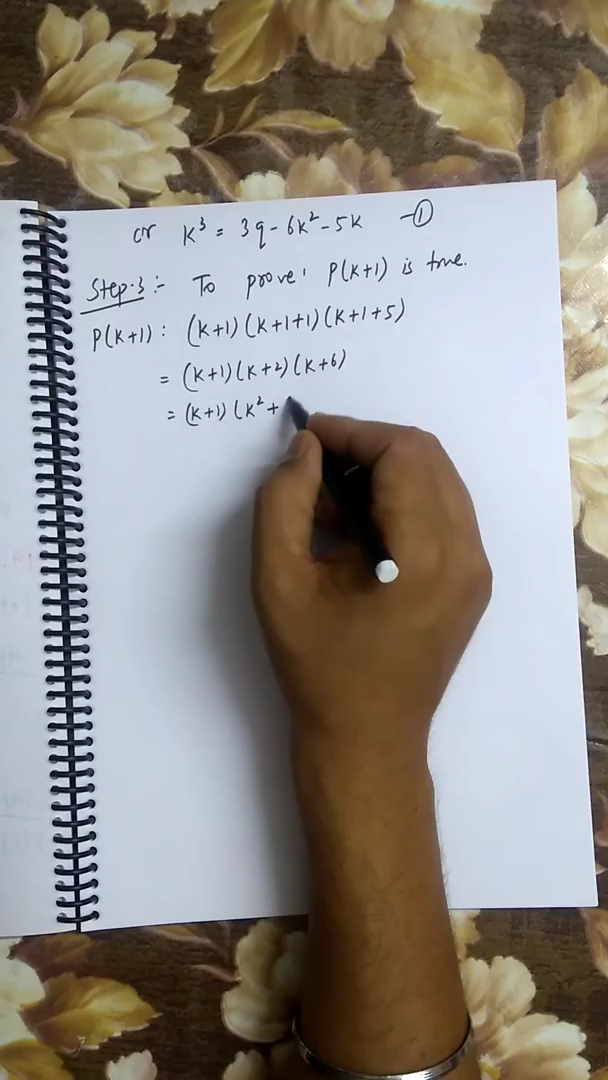 or K³ = 3q - 6K² - 5K —①
Step-3 :- To prove: P(K+1) is true.
P(K+1) : (K+1)(K+1+1)(K+1+5)
= (K+1)(K+2)(K+6)
= (K+1)(K² +